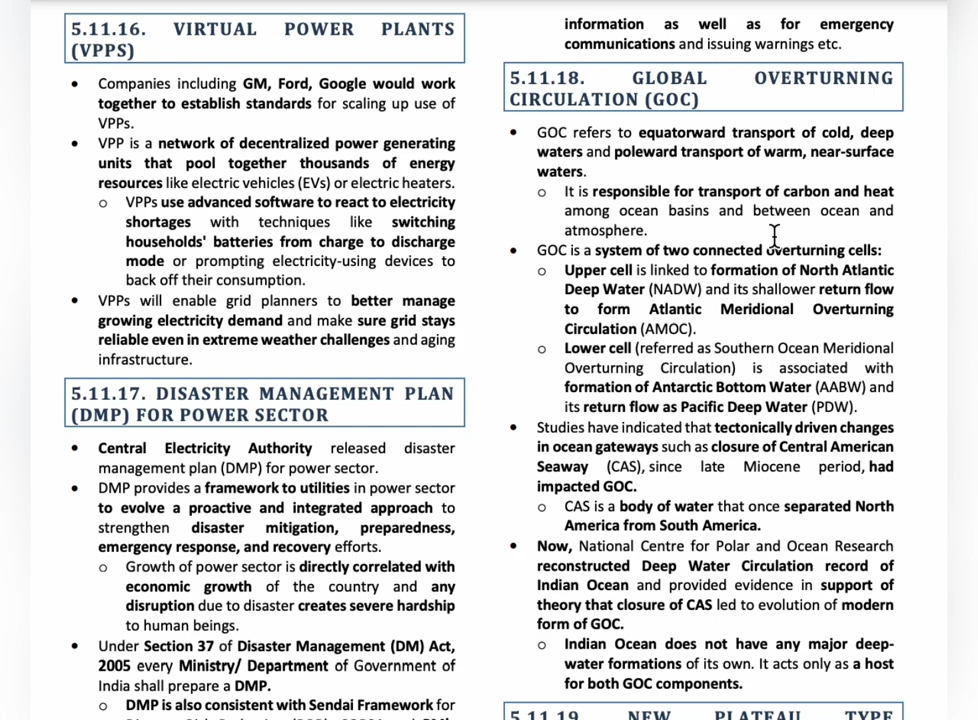 5.11.16. VIRTUAL POWER PLANTS
(VPPS)
• Companies including GM, Ford, Google would work
together to establish standards for scaling up use of
VPPs.
• VPP is a network of decentralized power generating
units that pool together thousands of energy
resources like electric vehicles (EVs) or electric heaters.
o VPPs use advanced software to react to electricity
shortages with techniques like switching
households' batteries from charge to discharge
mode or prompting electricity-using devices to
back off their consumption.
• VPPs will enable grid planners to better manage
growing electricity demand and make sure grid stays
reliable even in extreme weather challenges and aging
infrastructure.
5.11.17. DISASTER MANAGEMENT PLAN
(DMP) FOR POWER SECTOR
• Central Electricity Authority released disaster
management plan (DMP) for power sector.
• DMP provides a framework to utilities in power sector
to evolve a proactive and integrated approach to
strengthen disaster mitigation, preparedness,
emergency response, and recovery efforts.
o Growth of power sector is directly correlated with
economic growth of the country and any
disruption due to disaster creates severe hardship
to human beings.
• Under Section 37 of Disaster Management (DM) Act,
2005 every Ministry/ Department of Government of
India shall prepare a DMP.
o DMP is also consistent with Sendai Framework for
information as well as for emergency
communications and issuing warnings etc.
5.11.18. GLOBAL OVERTURNING
CIRCULATION (GOC)
• GOC refers to equatorward transport of cold, deep
waters and poleward transport of warm, near-surface
waters.
o It is responsible for transport of carbon and heat
among ocean basins and between ocean and
atmosphere.
• GOC is a system of two connected overturning cells:
o Upper cell is linked to formation of North Atlantic
Deep Water (NADW) and its shallower return flow
to form Atlantic Meridional Overturning
Circulation (AMOC).
o Lower cell (referred as Southern Ocean Meridional
Overturning Circulation) is associated with
formation of Antarctic Bottom Water (AABW) and
its return flow as Pacific Deep Water (PDW).
• Studies have indicated that tectonically driven changes
in ocean gateways such as closure of Central American
Seaway (CAS), since late Miocene period, had
impacted GOC.
o CAS is a body of water that once separated North
America from South America.
• Now, National Centre for Polar and Ocean Research
reconstructed Deep Water Circulation record of
Indian Ocean and provided evidence in support of
theory that closure of CAS led to evolution of modern
form of GOC.
o Indian Ocean does not have any major deep-
water formations of its own. It acts only as a host
for both GOC components.
5.11.19. NEW PLATEAU TYPE